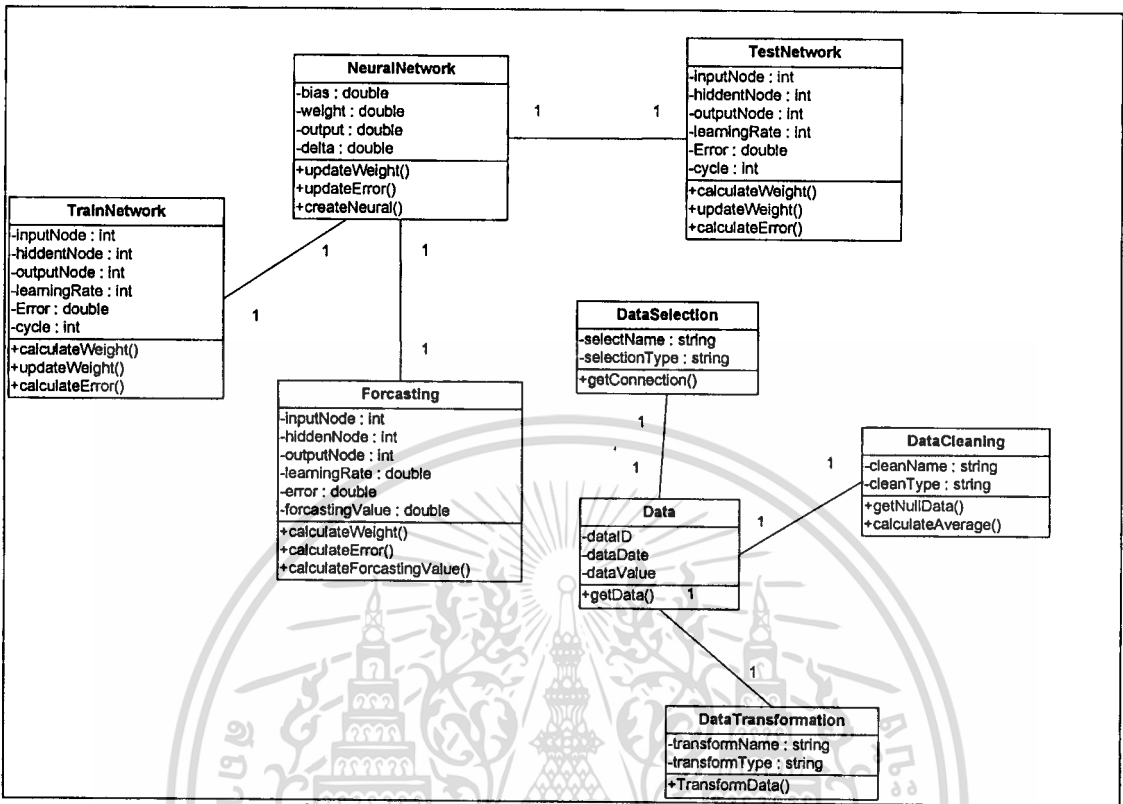 NeuralNetwork
-bias : double
-weight : double
-output : double
-delta : double
+updateWeight()
+updateError()
+createNeural()
1
1
TestNetwork
-inputNode : int
-hiddentNode : int
-outputNode : int
-learningRate : int
-Error : double
-cycle : int
+calculateWeight()
+updateWeight()
+calculateError()
TrainNetwork
-inputNode : int
-hiddentNode : int
-outputNode : int
-learningRate : int
-Error : double
-cycle : int
+calculateWeight()
+updateWeight()
+calculateError()
1
1
1
1
Forcasting
-inputNode : int
-hiddenNode : int
-outputNode : int
-learningRate : double
-error : double
-forcastingValue : double
+calculateWeight()
+calculateError()
+calculateForcastingValue()
DataSelection
-selectName : string
-selectionType : string
+getConnection()
1
1
DataCleaning
-cleanName : string
-cleanType : string
+getNullData()
+calculateAverage()
1
1
Data
-dataID
-dataDate
-dataValue
+getData()
1
1
DataTransformation
-transformName : string
-transformType : string
+TransformData()